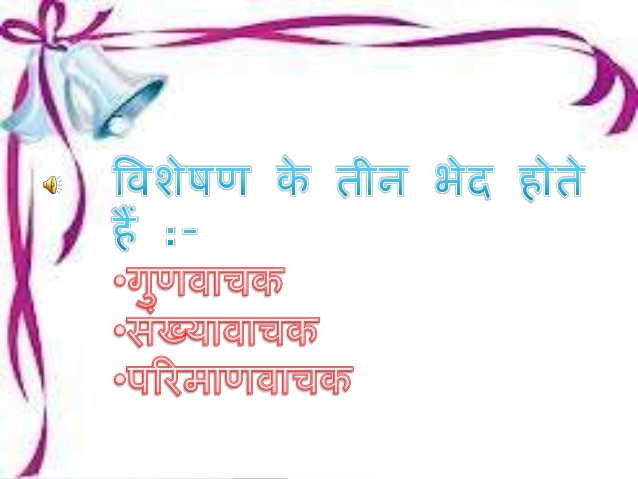 विशेषण के तीन भेद होते
हैं :-
•गुणवाचक
•संख्यावाचक
•परिमाणवाचक